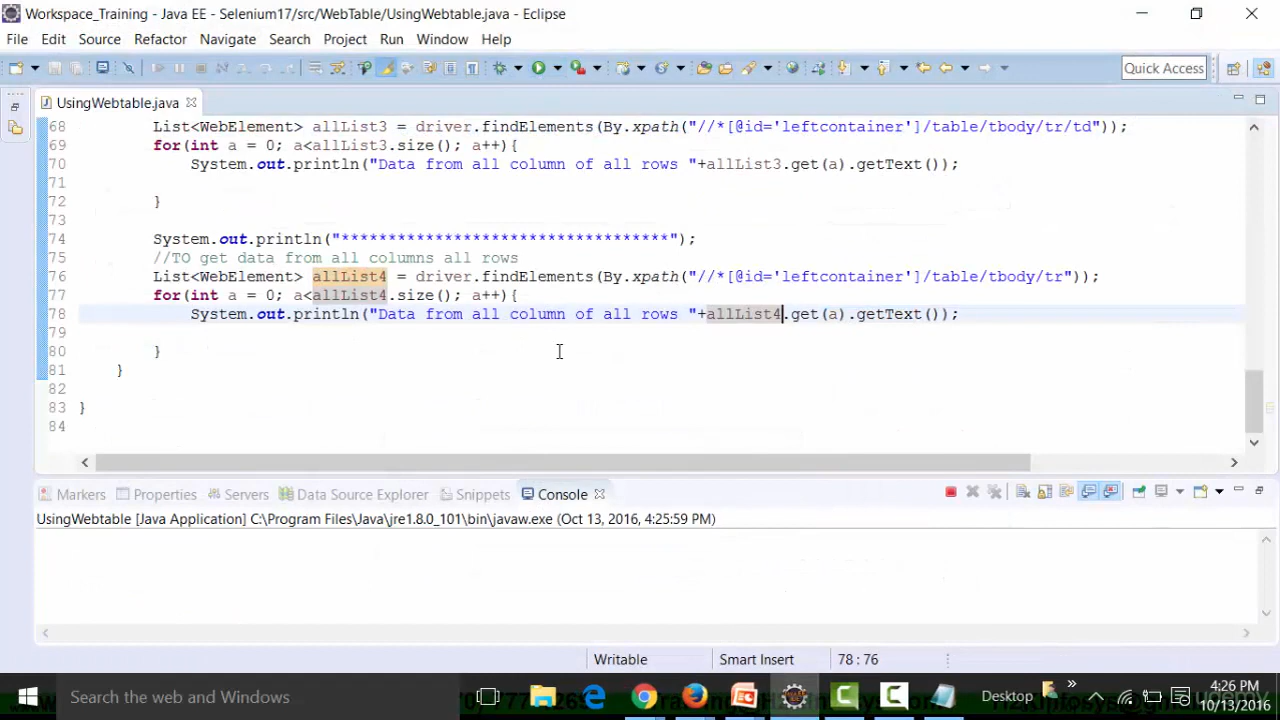 Workspace_Training - Java EE - Selenium17/src/WebTable/UsingWebtable.java - Eclipse
File Edit Source Refactor Navigate Search Project Run Window Help
Quick Access
UsingWebtable.java
68 List<WebElement> allList3 = driver.findElements(By.xpath("//*[@id='leftcontainer']/table/tbody/tr/td"));
69 for(int a = 0; a<allList3.size(); a++){
70 System.out.println("Data from all column of all rows "+allList3.get(a).getText());
71
72 }
73
74 System.out.println("***********************************");
75 //TO get data from all columns all rows
76 List<WebElement> allList4 = driver.findElements(By.xpath("//*[@id='leftcontainer']/table/tbody/tr"));
77 for(int a = 0; a<allList4.size(); a++){
78 System.out.println("Data from all column of all rows "+allList4.get(a).getText());
79
80 }
81 }
82
83 }
84
Markers Properties Servers Data Source Explorer Snippets Console
UsingWebtable [Java Application] C:\Program Files\Java\jre1.8.0_101\bin\javaw.exe (Oct 13, 2016, 4:25:59 PM)
Writable Smart Insert 78 : 76
Search the web and Windows Desktop 4:26 PM
10/13/2016